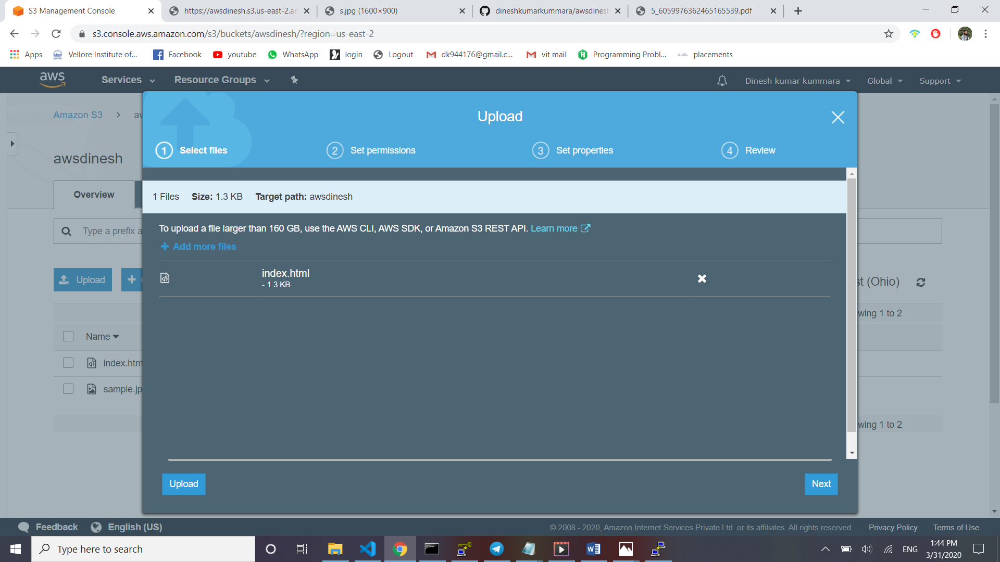 S3 Management Console
https://awsdinesh.s3.us-east-2.am
s.jpg (1600×900)
dineshkumarkummara/awsdinesh
5_6059976362465165539.pdf
s3.console.aws.amazon.com/s3/buckets/awsdinesh/?region=us-east-2
Apps
Vellore Institute of...
Facebook
youtube
WhatsApp
login
Logout
dk944176@gmail.c...
vit mail
Programming Probl...
placements
aws
Services
Resource Groups
Dinesh kumar kummara
Global
Support
Amazon S3
aw
awsdinesh
Overview
Type a prefix a
Upload
st (Ohio)
wing 1 to 2
Name
index.htm
sample.jp
wing 1 to 2
Upload
1 Select files
2 Set permissions
3 Set properties
4 Review
1 Files Size: 1.3 KB Target path: awsdinesh
To upload a file larger than 160 GB, use the AWS CLI, AWS SDK, or Amazon S3 REST API. Learn more
Add more files
index.html
- 1.3 KB
Upload
Next
Feedback
English (US)
© 2008 - 2020, Amazon Internet Services Private Ltd. or its affiliates. All rights reserved.
Privacy Policy
Terms of Use
Type here to search
ENG
1:44 PM
3/31/2020